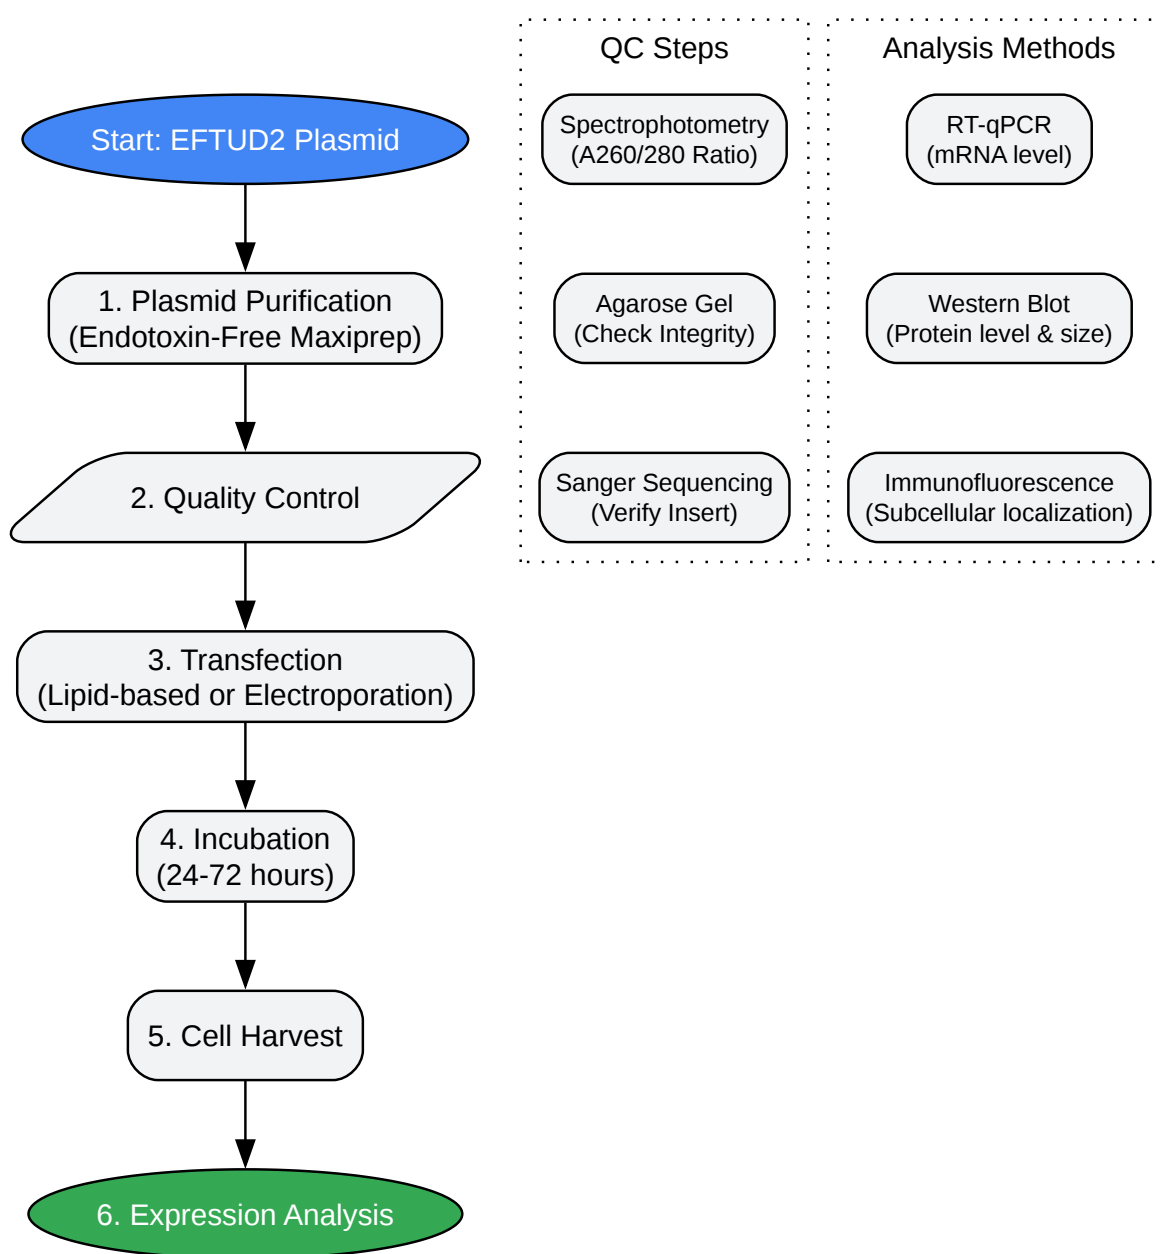 Start: EFTUD2 Plasmid
1. Plasmid Purification
(Endotoxin-Free Maxiprep)
2. Quality Control
3. Transfection
(Lipid-based or Electroporation)
4. Incubation
(24-72 hours)
5. Cell Harvest
6. Expression Analysis
QC Steps
Spectrophotometry
(A260/280 Ratio)
Agarose Gel
(Check Integrity)
Sanger Sequencing
(Verify Insert)
Analysis Methods
RT-qPCR
(mRNA level)
Western Blot
(Protein level & size)
Immunofluorescence
(Subcellular localization)